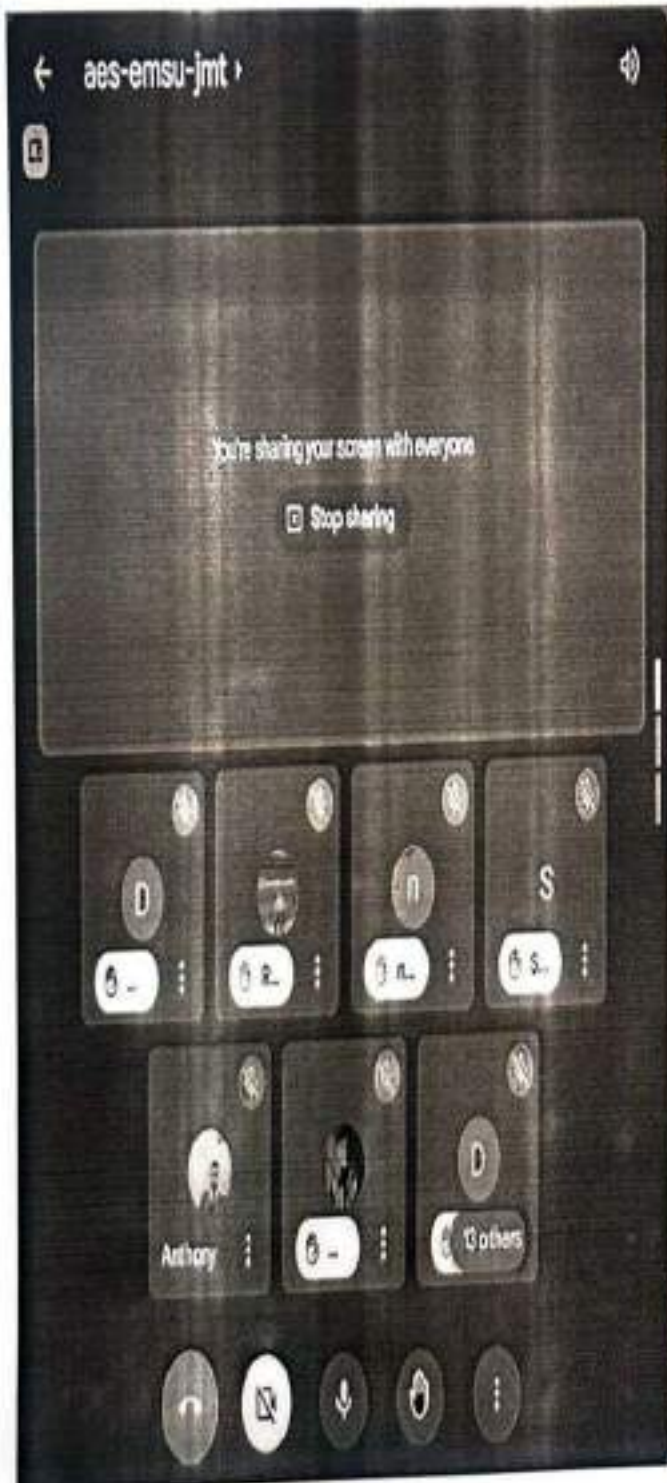 aes-emsu-jmt
You're sharing your screen with everyone
Stop sharing
D
n
S
R...
n...
S...
Anthony
D
13 others